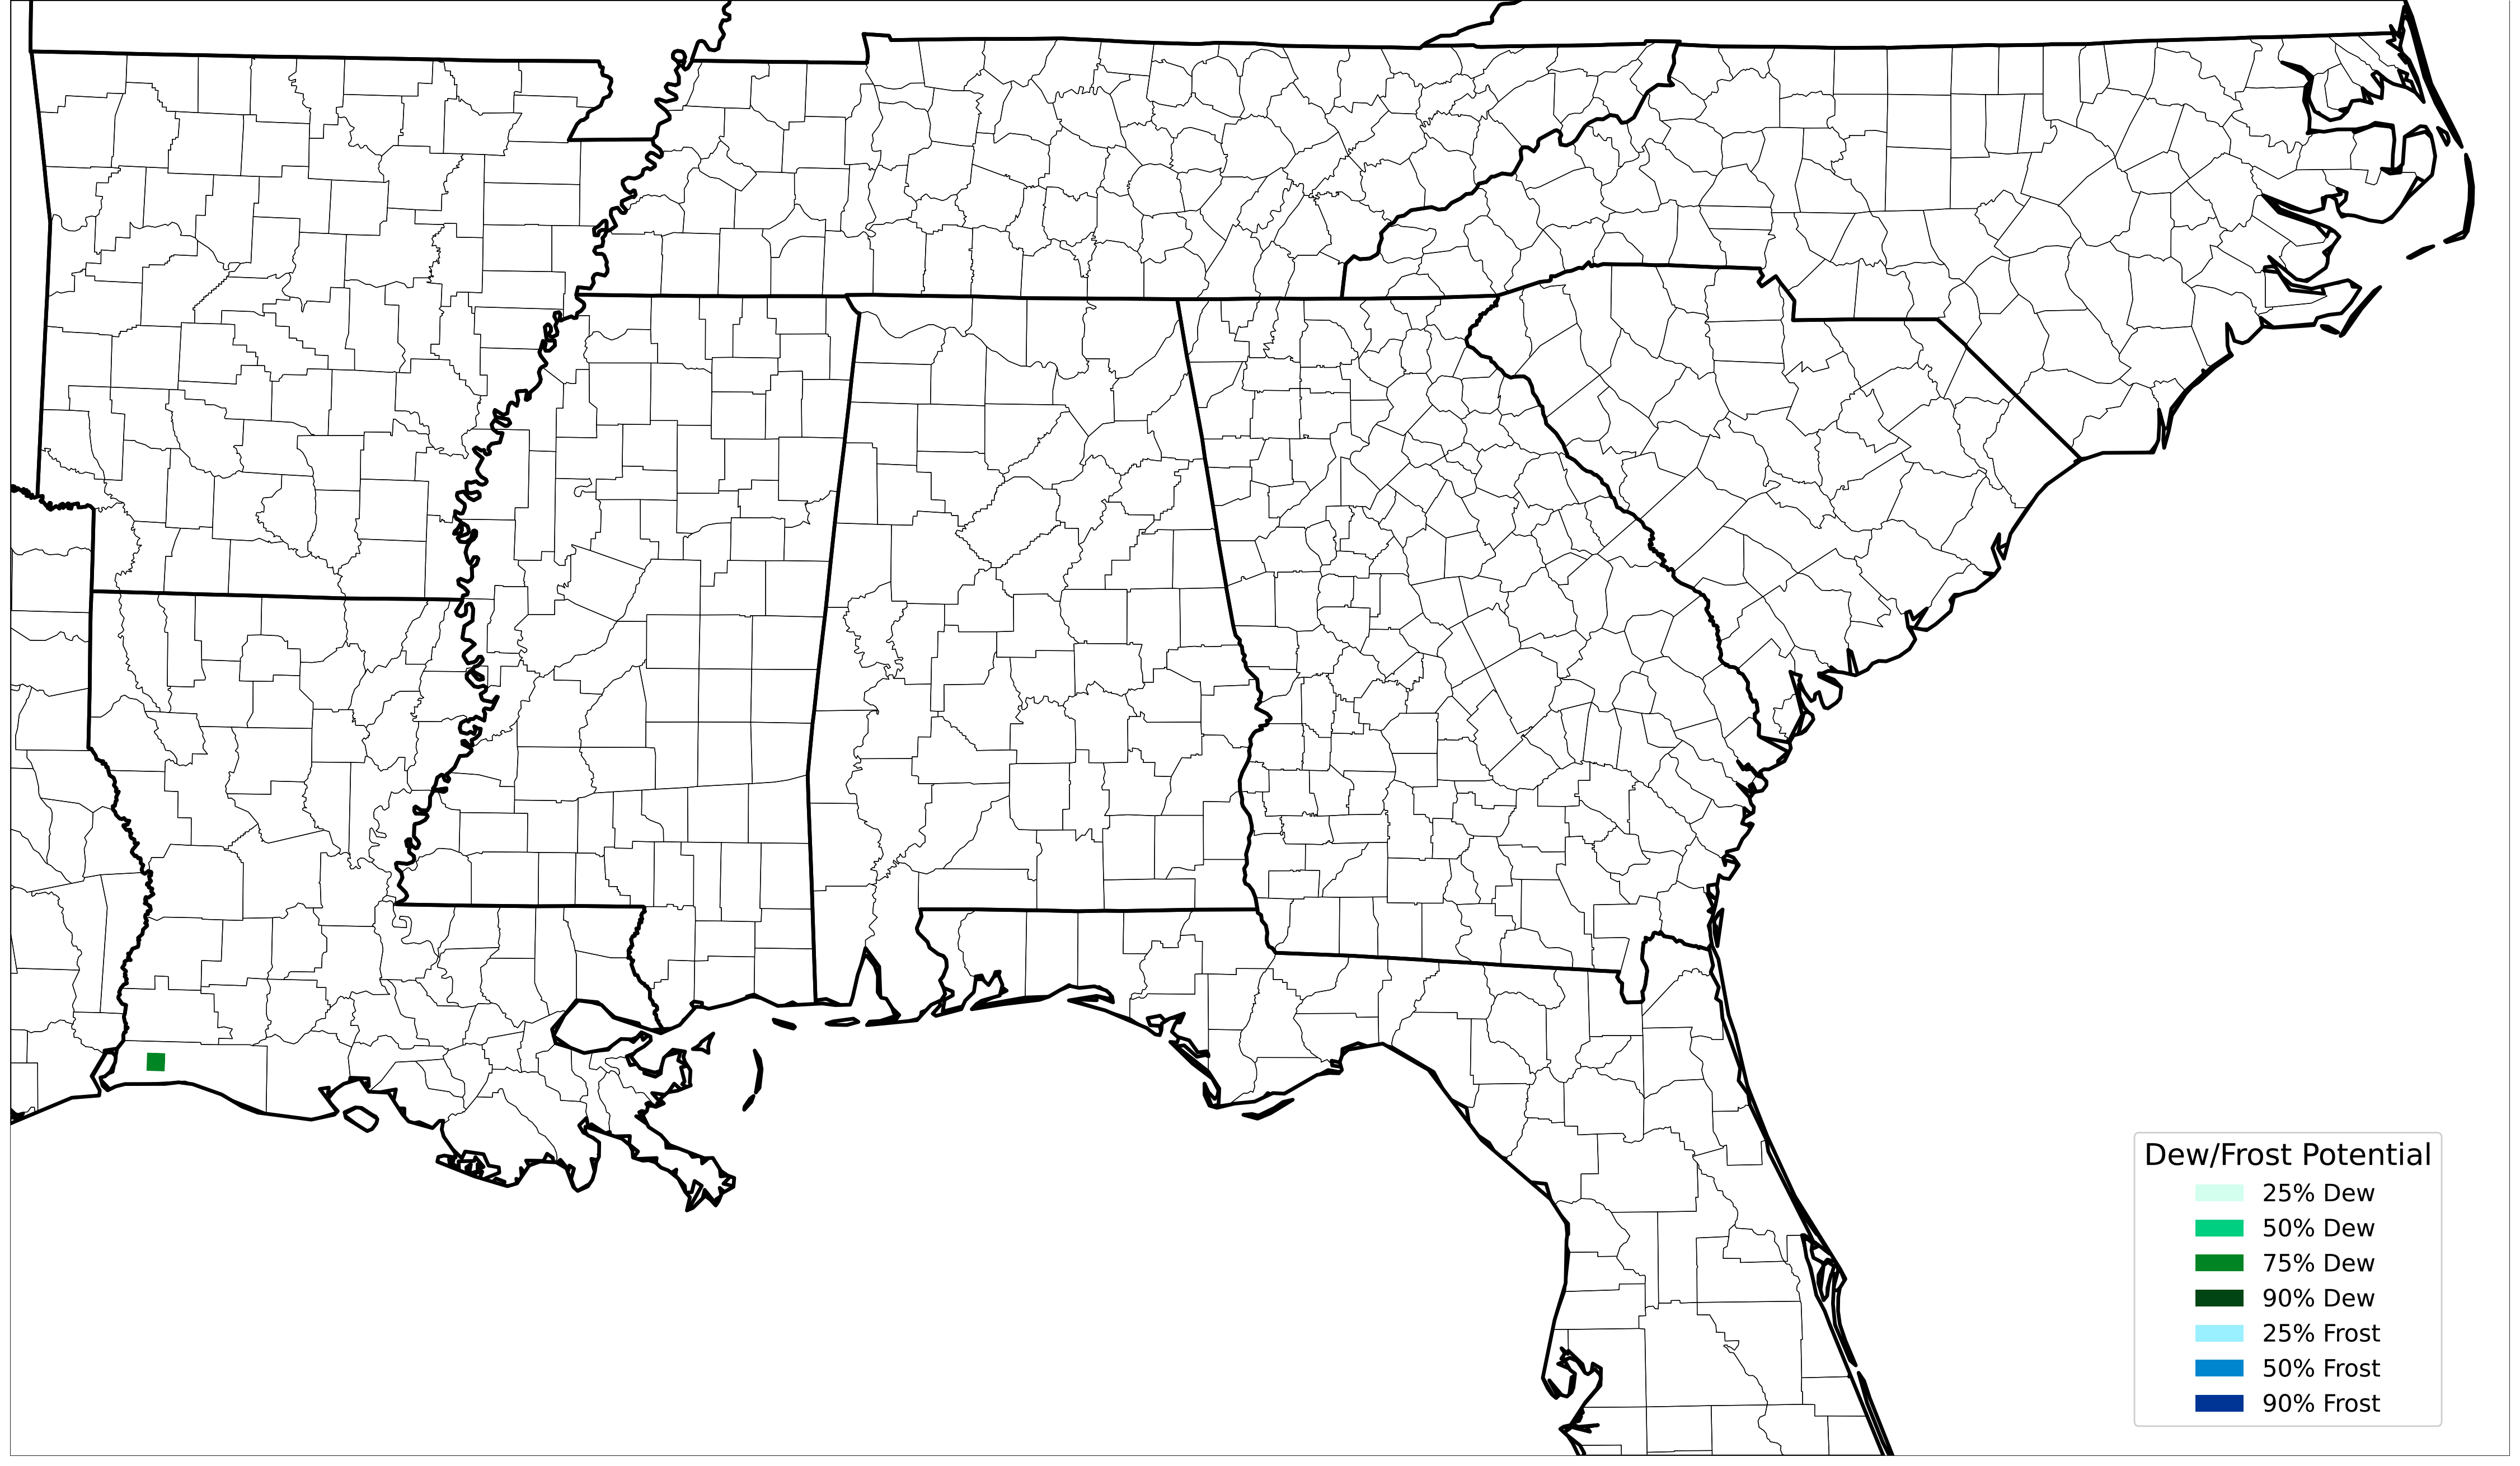 Dew/Frost Potential
25% Dew
50% Dew
75% Dew
90% Dew
25% Frost
50% Frost
90% Frost